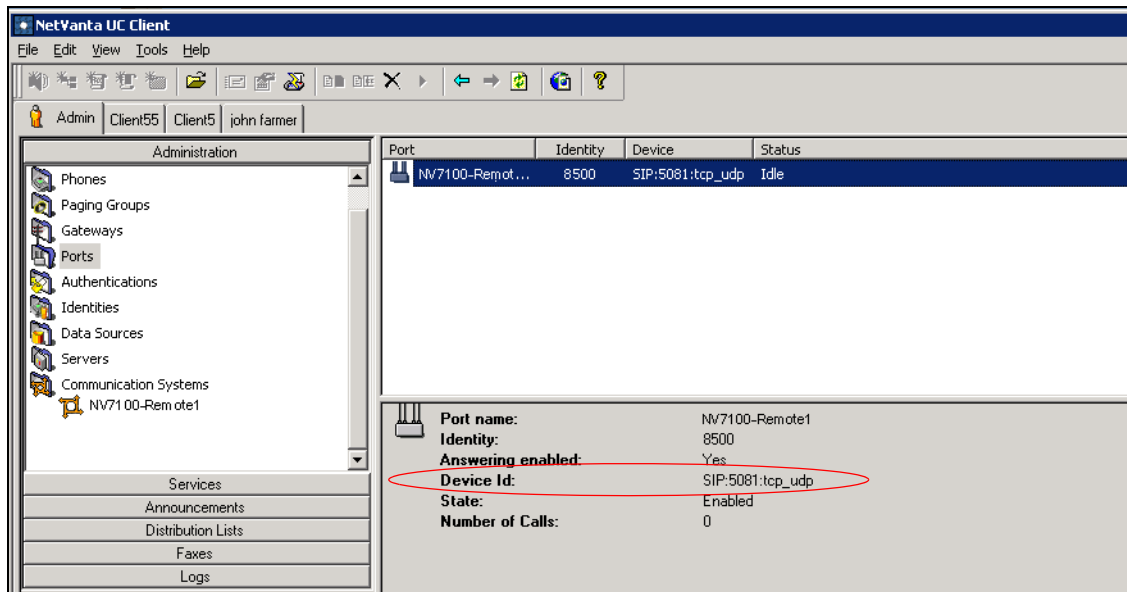 NetVanta UC Client
File Edit View Tools Help
Admin Client55 Client5 john farmer
Administration
Phones
Paging Groups
Gateways
Ports
Authentications
Identities
Data Sources
Servers
Communication Systems
NV7100-Remote1
Services
Announcements
Distribution Lists
Faxes
Logs
Port Identity Device Status
NV7100-Remot... 8500 SIP:5081:tcp_udp Idle
Port name: NV7100-Remote1
Identity: 8500
Answering enabled: Yes
Device Id: SIP:5081:tcp_udp
State: Enabled
Number of Calls: 0